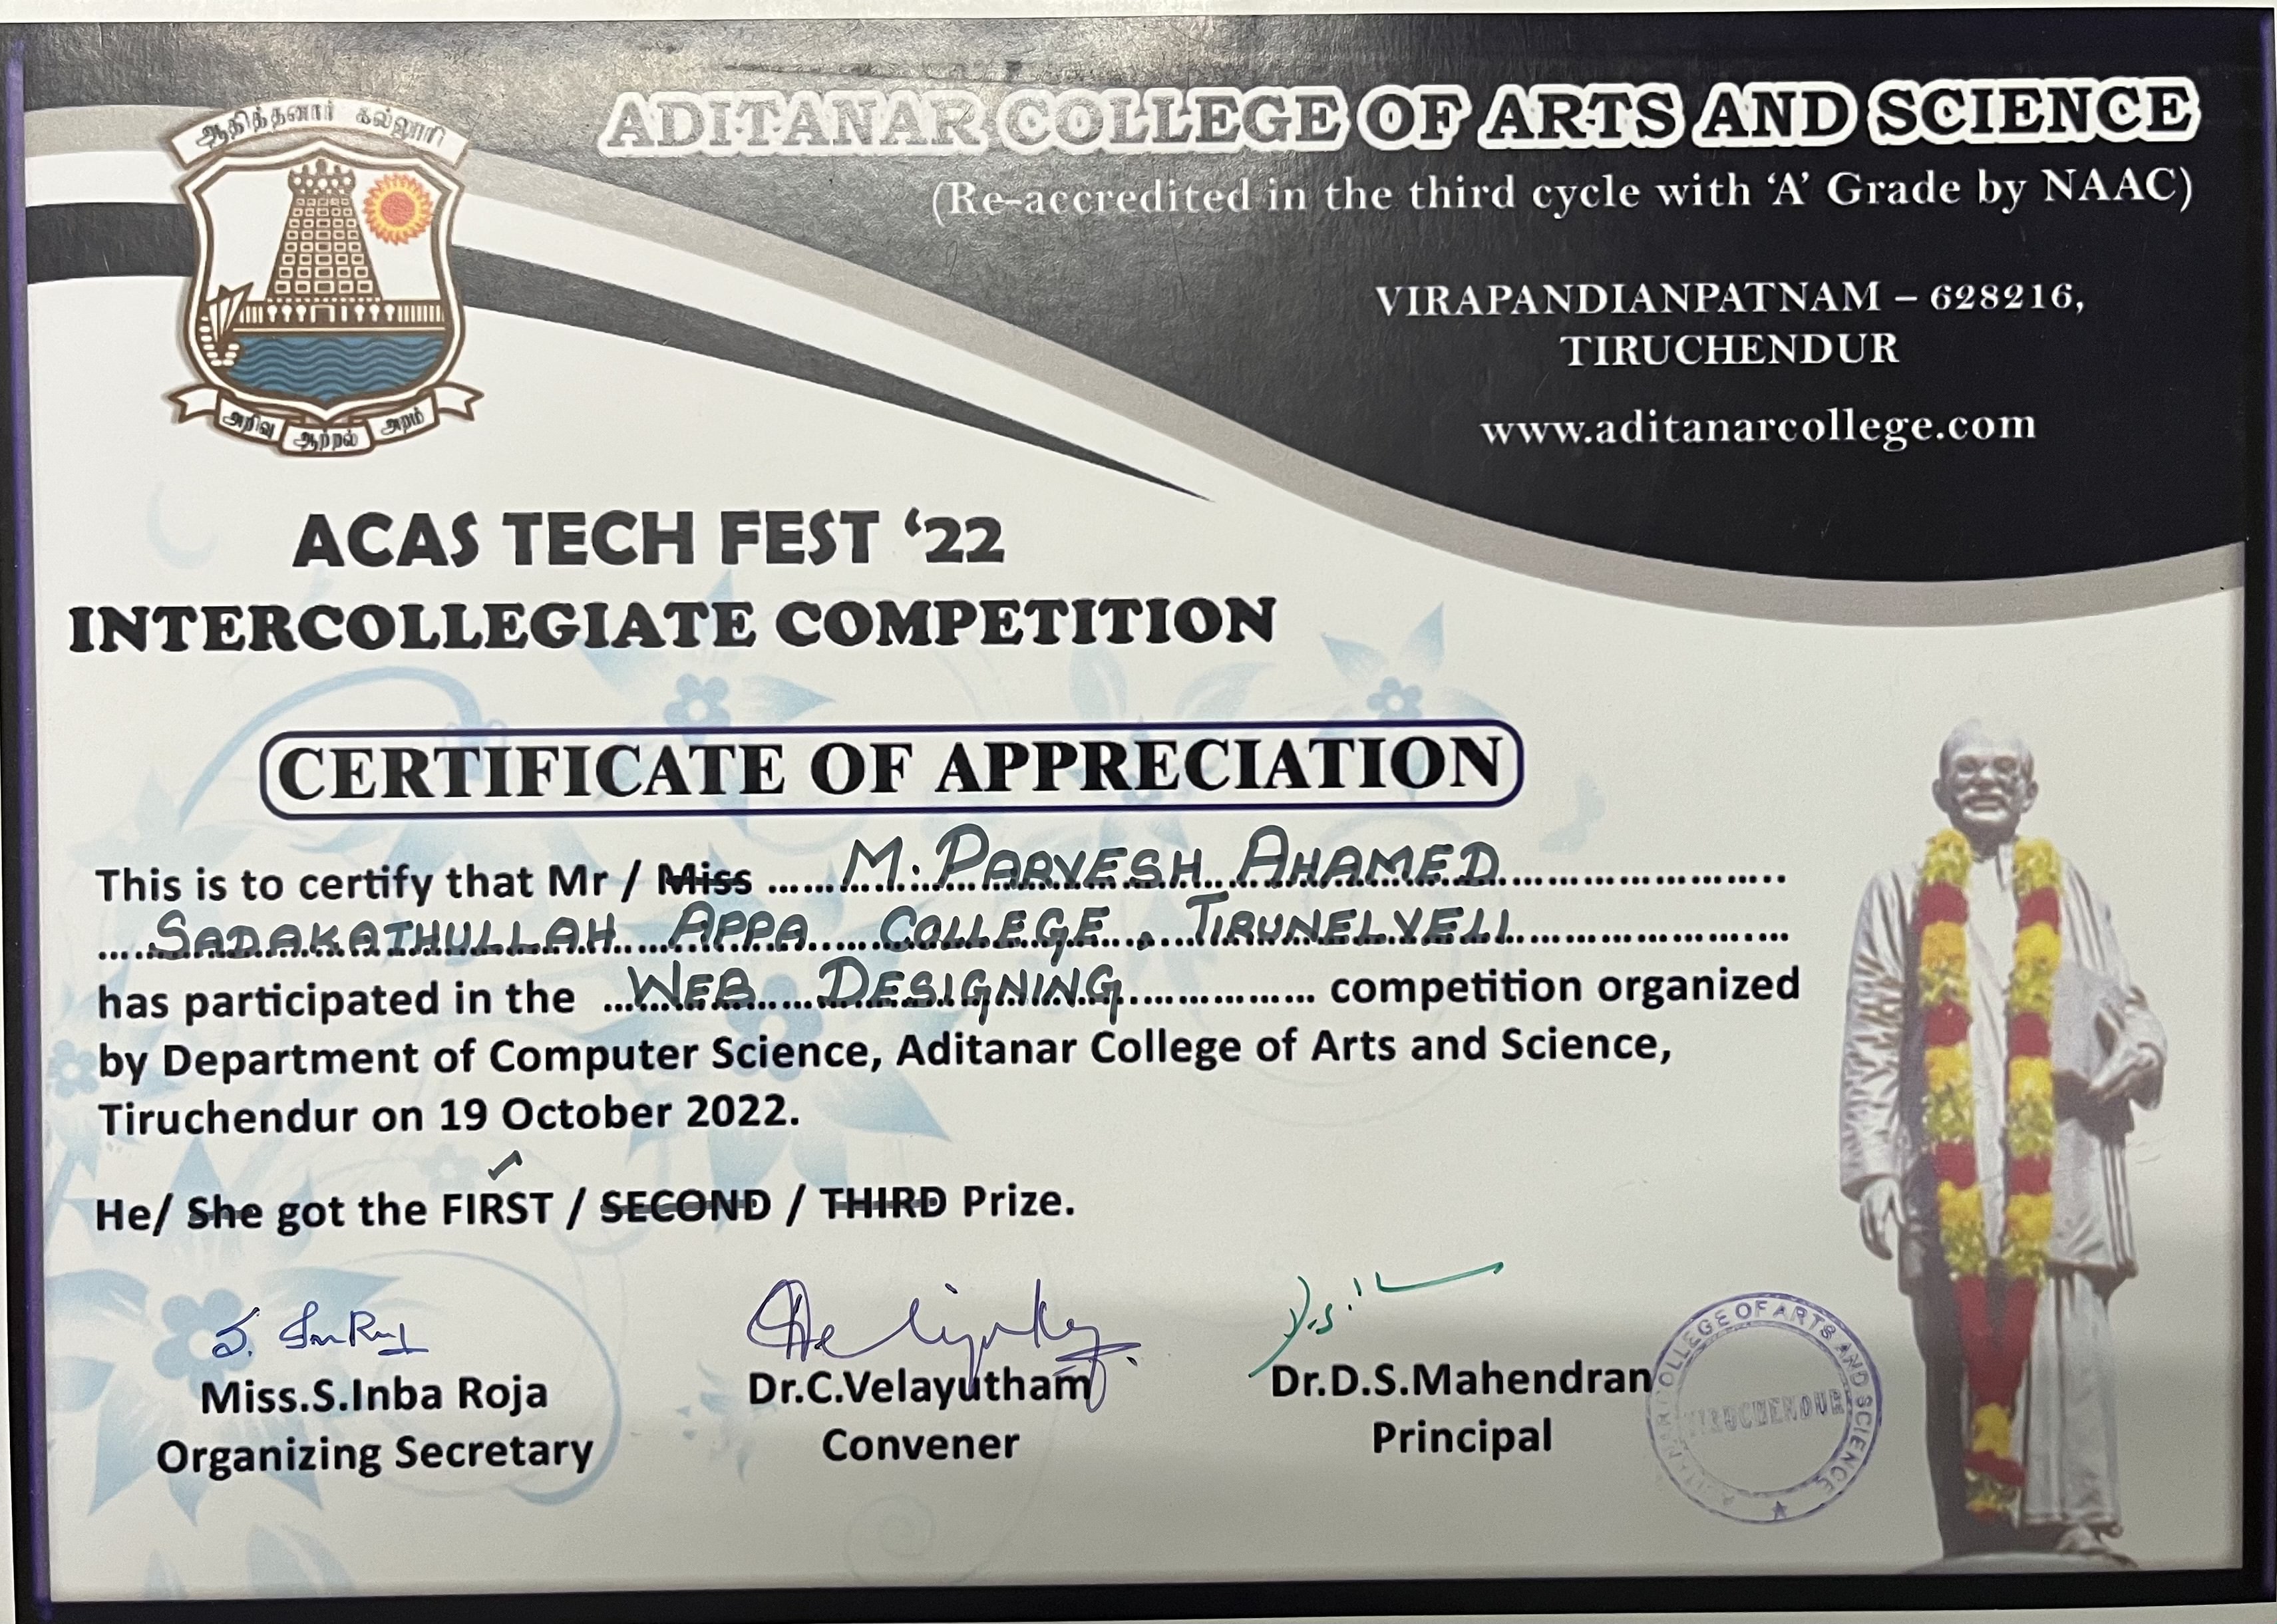 ஆதித்தனார் கல்லூரி
ADITANAR COLLEGE OF ARTS AND SCIENCE
(Re-accredited in the third cycle with ‘A’ Grade by NAAC)
VIRAPANDIANPATNAM – 628216,
TIRUCHENDUR
www.aditanarcollege.com
அறிவு ஆற்றல் அறம்
ACAS TECH FEST ‘22
INTERCOLLEGIATE COMPETITION
CERTIFICATE OF APPRECIATION
This is to certify that Mr / Miss ...... M. PARVESH AHAMED ......
...... SADAKATHULLAH APPA COLLEGE, TIRUNELVELI ......
has participated in the ...... WEB DESIGNING ...... competition organized
by Department of Computer Science, Aditanar College of Arts and Science,
Tiruchendur on 19 October 2022.
He/ She got the FIRST / SECOND / THIRD Prize.
Miss.S.Inba Roja
Organizing Secretary
Dr.C.Velayutham
Convener
Dr.D.S.Mahendran
Principal
ADITANAR COLLEGE OF ARTS AND SCIENCE
TIRUCHENDUR